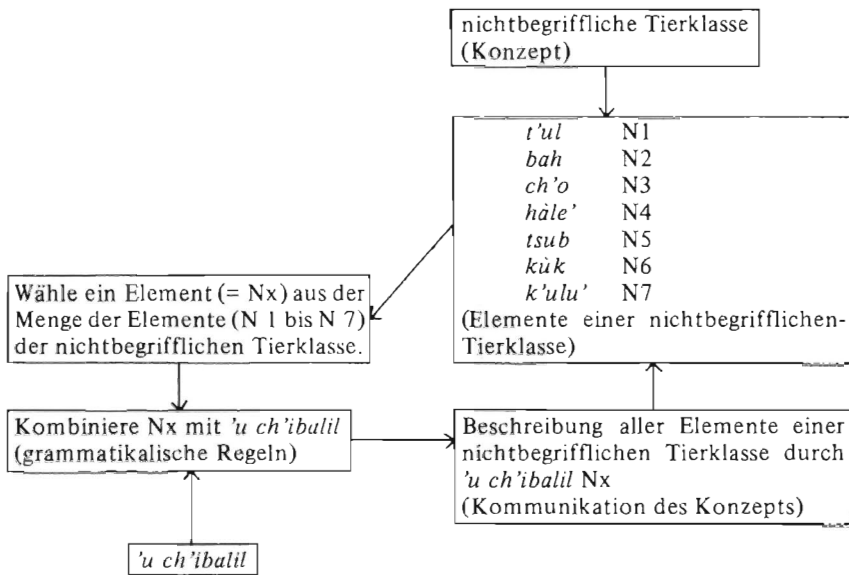 nichtbegriffliche Tierklasse
(Konzept)
t'ul N1
bah N2
ch'o N3
hàle' N4
tsub N5
kùk N6
k'ulu' N7
(Elemente einer nichtbegrifflichen-
Tierklasse)
Wähle ein Element (= Nx) aus der
Menge der Elemente (N 1 bis N 7)
der nichtbegrifflichen Tierklasse.
Kombiniere Nx mit 'u ch'ibalil
(grammatikalische Regeln)
Beschreibung aller Elemente einer
nichtbegrifflichen Tierklasse durch
'u ch'ibalil Nx
(Kommunikation des Konzepts)
'u ch'ibalil